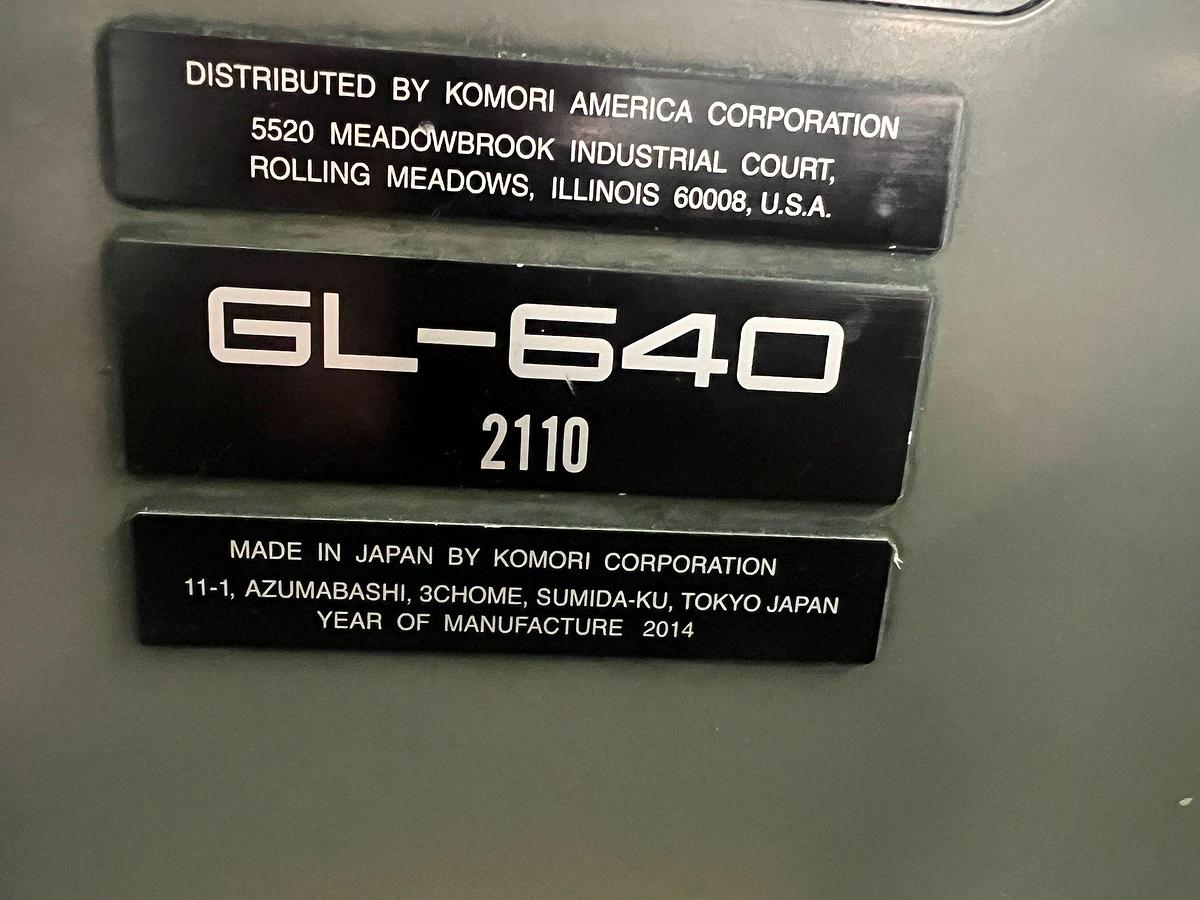 DISTRIBUTED BY KOMORI AMERICA CORPORATION
5520 MEADOWBROOK INDUSTRIAL COURT,
ROLLING MEADOWS, ILLINOIS 60008, U.S.A.
GL-640
2110
MADE IN JAPAN BY KOMORI CORPORATION
11-1, AZUMABASHI, 3CHOME, SUMIDA-KU, TOKYO JAPAN
YEAR OF MANUFACTURE 2014